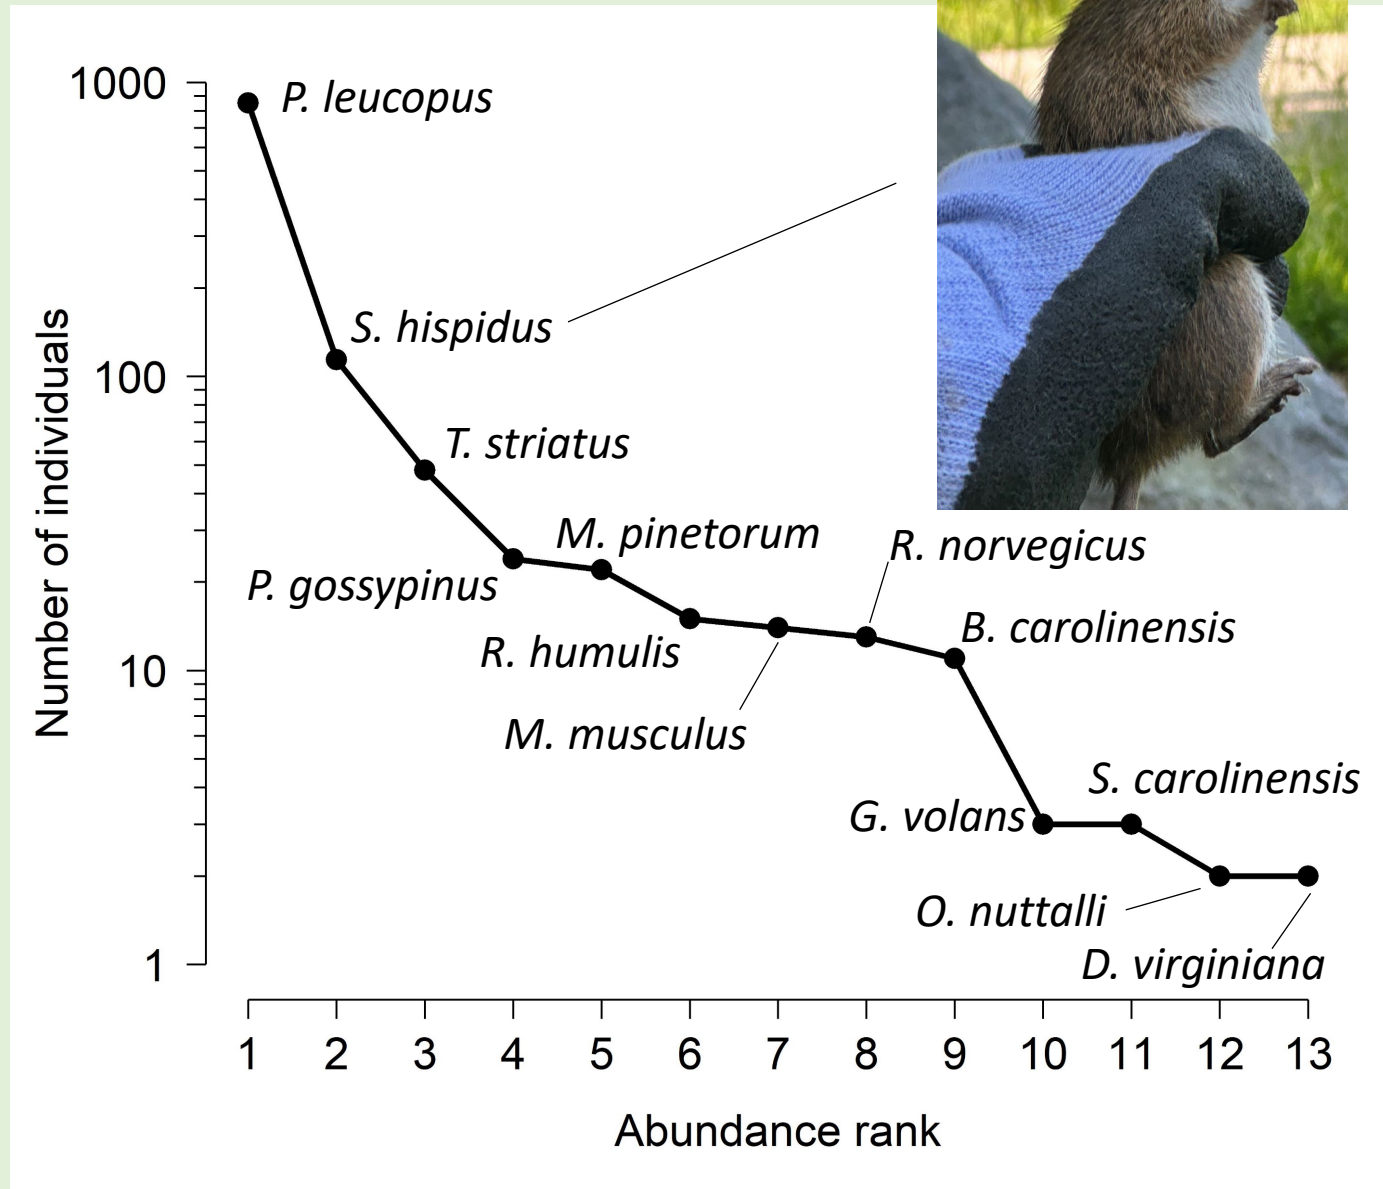 1000
P. leucopus
S. hispidus
100
T. striatus
M. pinetorum
R. norvegicus
P. gossypinus
B. carolinensis
R. humulis
10
M. musculus
S. carolinensis
G. volans
O. nuttalli
D. virginiana
1
Number of individuals
1 2 3 4 5 6 7 8 9 10 11 12 13
Abundance rank